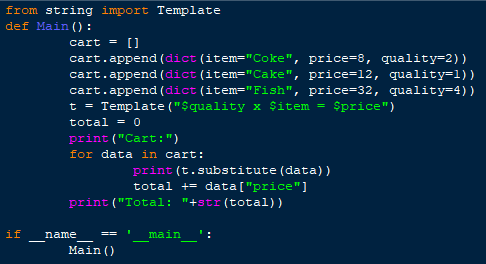 from string import Template
def Main():
        cart = []
        cart.append(dict(item="Coke", price=8, quality=2))
        cart.append(dict(item="Cake", price=12, quality=1))
        cart.append(dict(item="Fish", price=32, quality=4))
        t = Template("$quality x $item = $price")
        total = 0
        print("Cart:")
        for data in cart:
                print(t.substitute(data))
                total += data["price"]
        print("Total: "+str(total))

if __name__ == '__main__':
        Main()